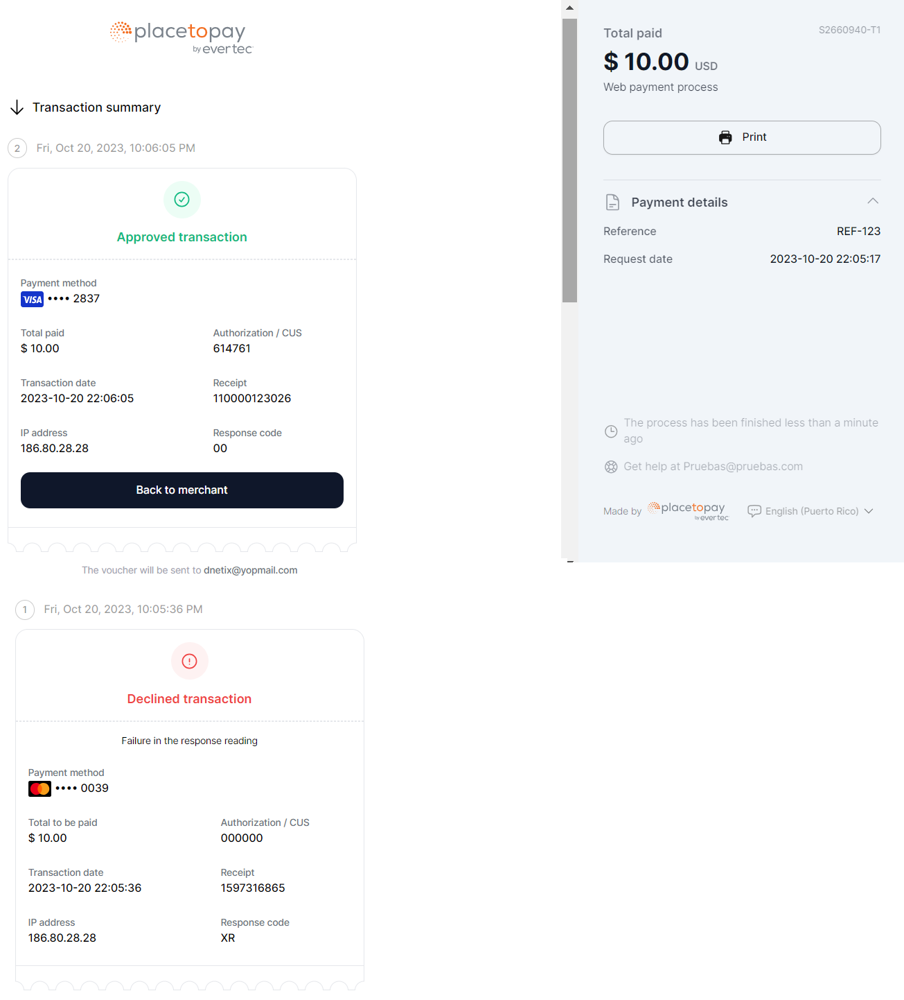 placetopay
by evertec
Transaction summary
2 Fri, Oct 20, 2023, 10:06:05 PM
Approved transaction
Payment method
VISA •••• 2837
Total paid Authorization / CUS
$ 10.00 614761
Transaction date Receipt
2023-10-20 22:06:05 110000123026
IP address Response code
186.80.28.28 00
Back to merchant
The voucher will be sent to dnetix@yopmail.com
1 Fri, Oct 20, 2023, 10:05:36 PM
Declined transaction
Failure in the response reading
Payment method
•••• 0039
Total to be paid Authorization / CUS
$ 10.00 000000
Transaction date Receipt
2023-10-20 22:05:36 1597316865
IP address Response code
186.80.28.28 XR
Total paid S2660940-T1
$ 10.00 USD
Web payment process
Print
Payment details
Reference REF-123
Request date 2023-10-20 22:05:17
The process has been finished less than a minute
ago
Get help at Pruebas@pruebas.com
Made by placetopay by evertec English (Puerto Rico)